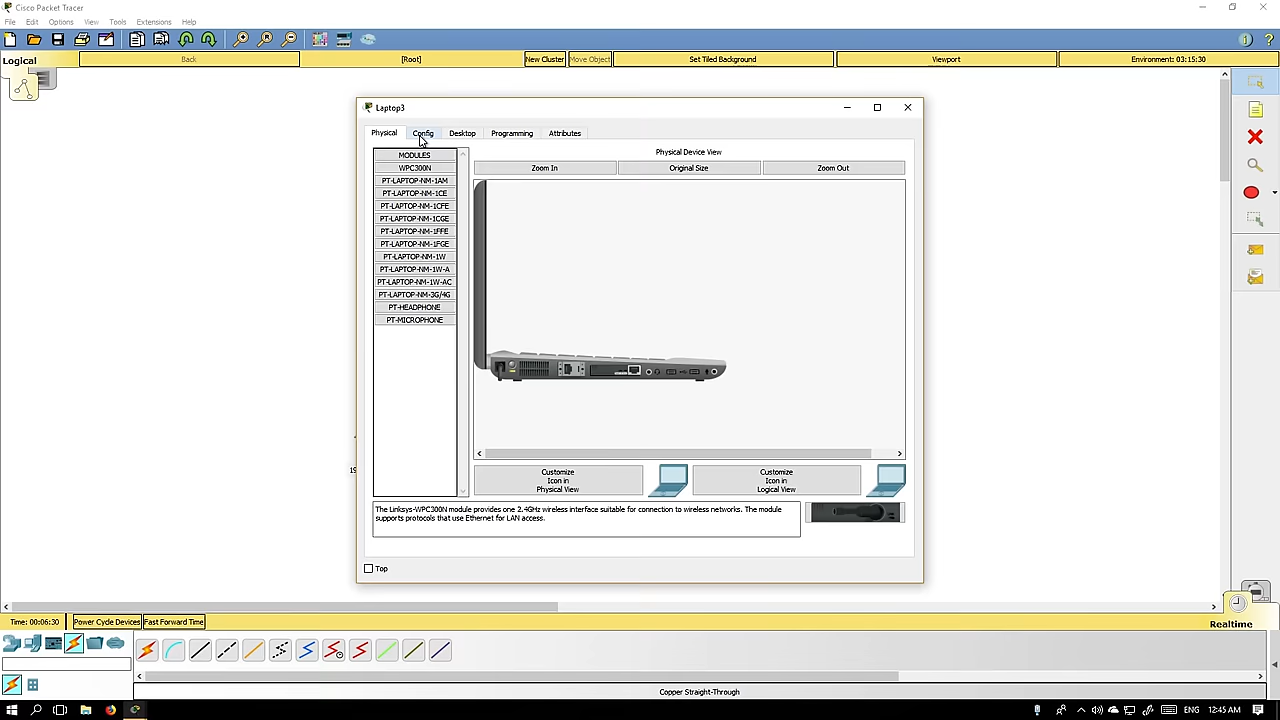 Cisco Packet Tracer
File Edit Options View Tools Extensions Help
Logical Back [Root] New Cluster Move Object Set Tiled Background Viewport Environment: 03:15:30
Laptop3
Physical Config Desktop Programming Attributes
MODULES
WPC300N
PT-LAPTOP-NM-1AM
PT-LAPTOP-NM-1CE
PT-LAPTOP-NM-1CFE
PT-LAPTOP-NM-1CGE
PT-LAPTOP-NM-1FFE
PT-LAPTOP-NM-1FGE
PT-LAPTOP-NM-1W
PT-LAPTOP-NM-1W-A
PT-LAPTOP-NM-1W-AC
PT-LAPTOP-NM-3G/4G
PT-HEADPHONE
PT-MICROPHONE
Physical Device View
Zoom In Original Size Zoom Out
Customize
Icon in
Physical View
Customize
Icon in
Logical View
The Linksys-WPC300N module provides one 2.4GHz wireless interface suitable for connection to wireless networks. The module
supports protocols that use Ethernet for LAN access.
Top
19
Time: 00:06:30 Power Cycle Devices Fast Forward Time
Realtime
Copper Straight-Through
ENG 12:45 AM